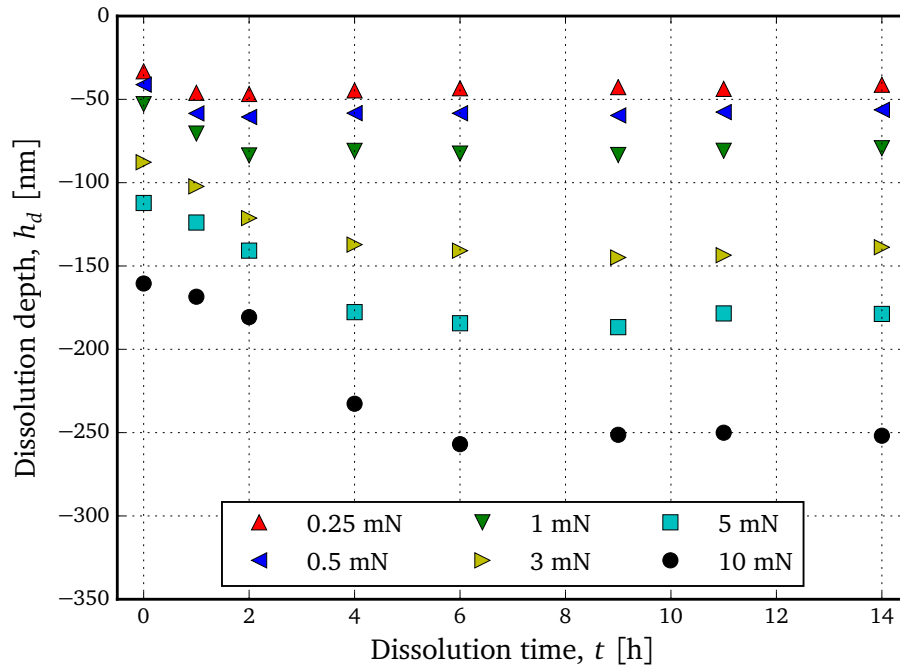 0
−50
−100
−150
−200
−250
−300
−350
Dissolution depth, h_d [nm]
0.25 mN 1 mN 5 mN
0.5 mN 3 mN 10 mN
0 2 4 6 8 10 12 14
Dissolution time, t [h]